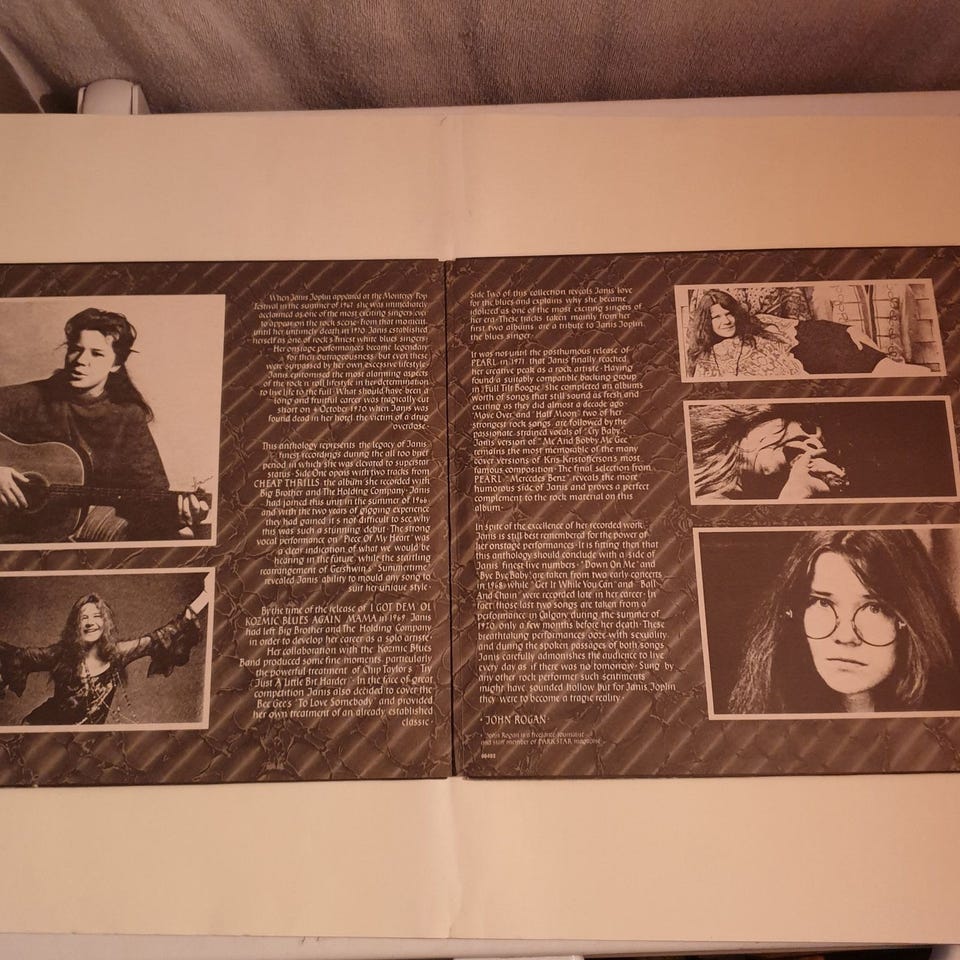 When Janis Joplin appeared at the Monterey Pop
Festival in the summer of 1967 she was immediately
acclaimed as one of the most exciting singers ever
to appear on the rock scene · From that moment
until her untimely death in 1970 Janis established
herself as one of rock's finest white blues singers ·
Her onstage performances became legendary
for their outrageousness, but even these
were surpassed by her own excessive lifestyle ·
Janis epitomised the most alarming aspects
of the rock 'n' roll lifestyle in her determination
to live life to the full · What should have been a
long and fruitful career was tragically cut
short on 4 October 1970 when Janis was
found dead in her hotel, the victim of a drug
overdose ·
This anthology represents the legacy of Janis'
finest recordings during the all too brief
period in which she was elevated to superstar
status · Side One opens with two tracks from
CHEAP THRILLS, the album she recorded with
Big Brother and The Holding Company · Janis
had joined this unit in the summer of 1966
and with the two years of gigging experience
they had gained it's not difficult to see why
this was such a stunning debut · The strong
vocal performance on "Piece Of My Heart" was
a clear indication of what we would be
hearing in the future, while the startling
rearrangement of Gershwin's "Summertime"
revealed Janis' ability to mould any song to
suit her unique style ·
By the time of the release of I GOT DEM OL'
KOZMIC BLUES AGAIN, MAMA in 1969, Janis
had left Big Brother and The Holding Company
in order to develop her career as a solo artiste ·
Her collaboration with the Kozmic Blues
Band produced some fine moments, particularly
the powerful treatment of Chip Taylor's "Try
(Just A Little Bit Harder)" · In the face of great
competition Janis also decided to cover the
Bee Gee's "To Love Somebody" and provided
her own treatment of an already established
classic ·
Side Two of this collection reveals Janis' love
for the blues and explains why she became
idolized as one of the most exciting singers of
her era · These tracks, taken mainly from her
first two albums, are a tribute to Janis Joplin,
the blues singer ·
It was not until the posthumous release of
PEARL in 1971 that Janis finally reached
her creative peak as a rock artiste · Having
found a suitably compatible backing group
in 'Full Tilt Boogie' she completed an album's
worth of songs that still sound as fresh and
exciting as they did almost a decade ago ·
"Move Over" and "Half Moon", two of her
strongest rock songs, are followed by the
passionate, strained vocals of "Cry Baby" ·
Janis' version of "Me And Bobby Mc Gee"
remains the most memorable of the many
cover versions of Kris Kristofferson's most
famous composition · The final selection from
PEARL, "Mercedes Benz" reveals the more
humorous side of Janis and proves a perfect
complement to the rock material on this
album ·
In spite of the excellence of her recorded work,
Janis is still best remembered for the power of
her onstage performances · It is fitting then that
this anthology should conclude with a side of
Janis' finest live numbers · "Down On Me" and
"Bye Bye Baby" are taken from two early concerts
in 1968, while "Get It While You Can" and "Ball
And Chain" were recorded late in her career · In
fact those last two songs are taken from a
performance in Calgary during the summer of
1970, only a few months before her death · These
breathtaking performances ooze with sexuality
and during the spoken passages of both songs
Janis carefully admonishes the audience to live
every day as if there was no tomorrow · Sung by
any other rock performer such sentiments
might have sounded hollow but for Janis Joplin
they were to become a tragic reality ·
· JOHN ROGAN ·
John Rogan is a freelance journalist
and staff member of DARK STAR magazine